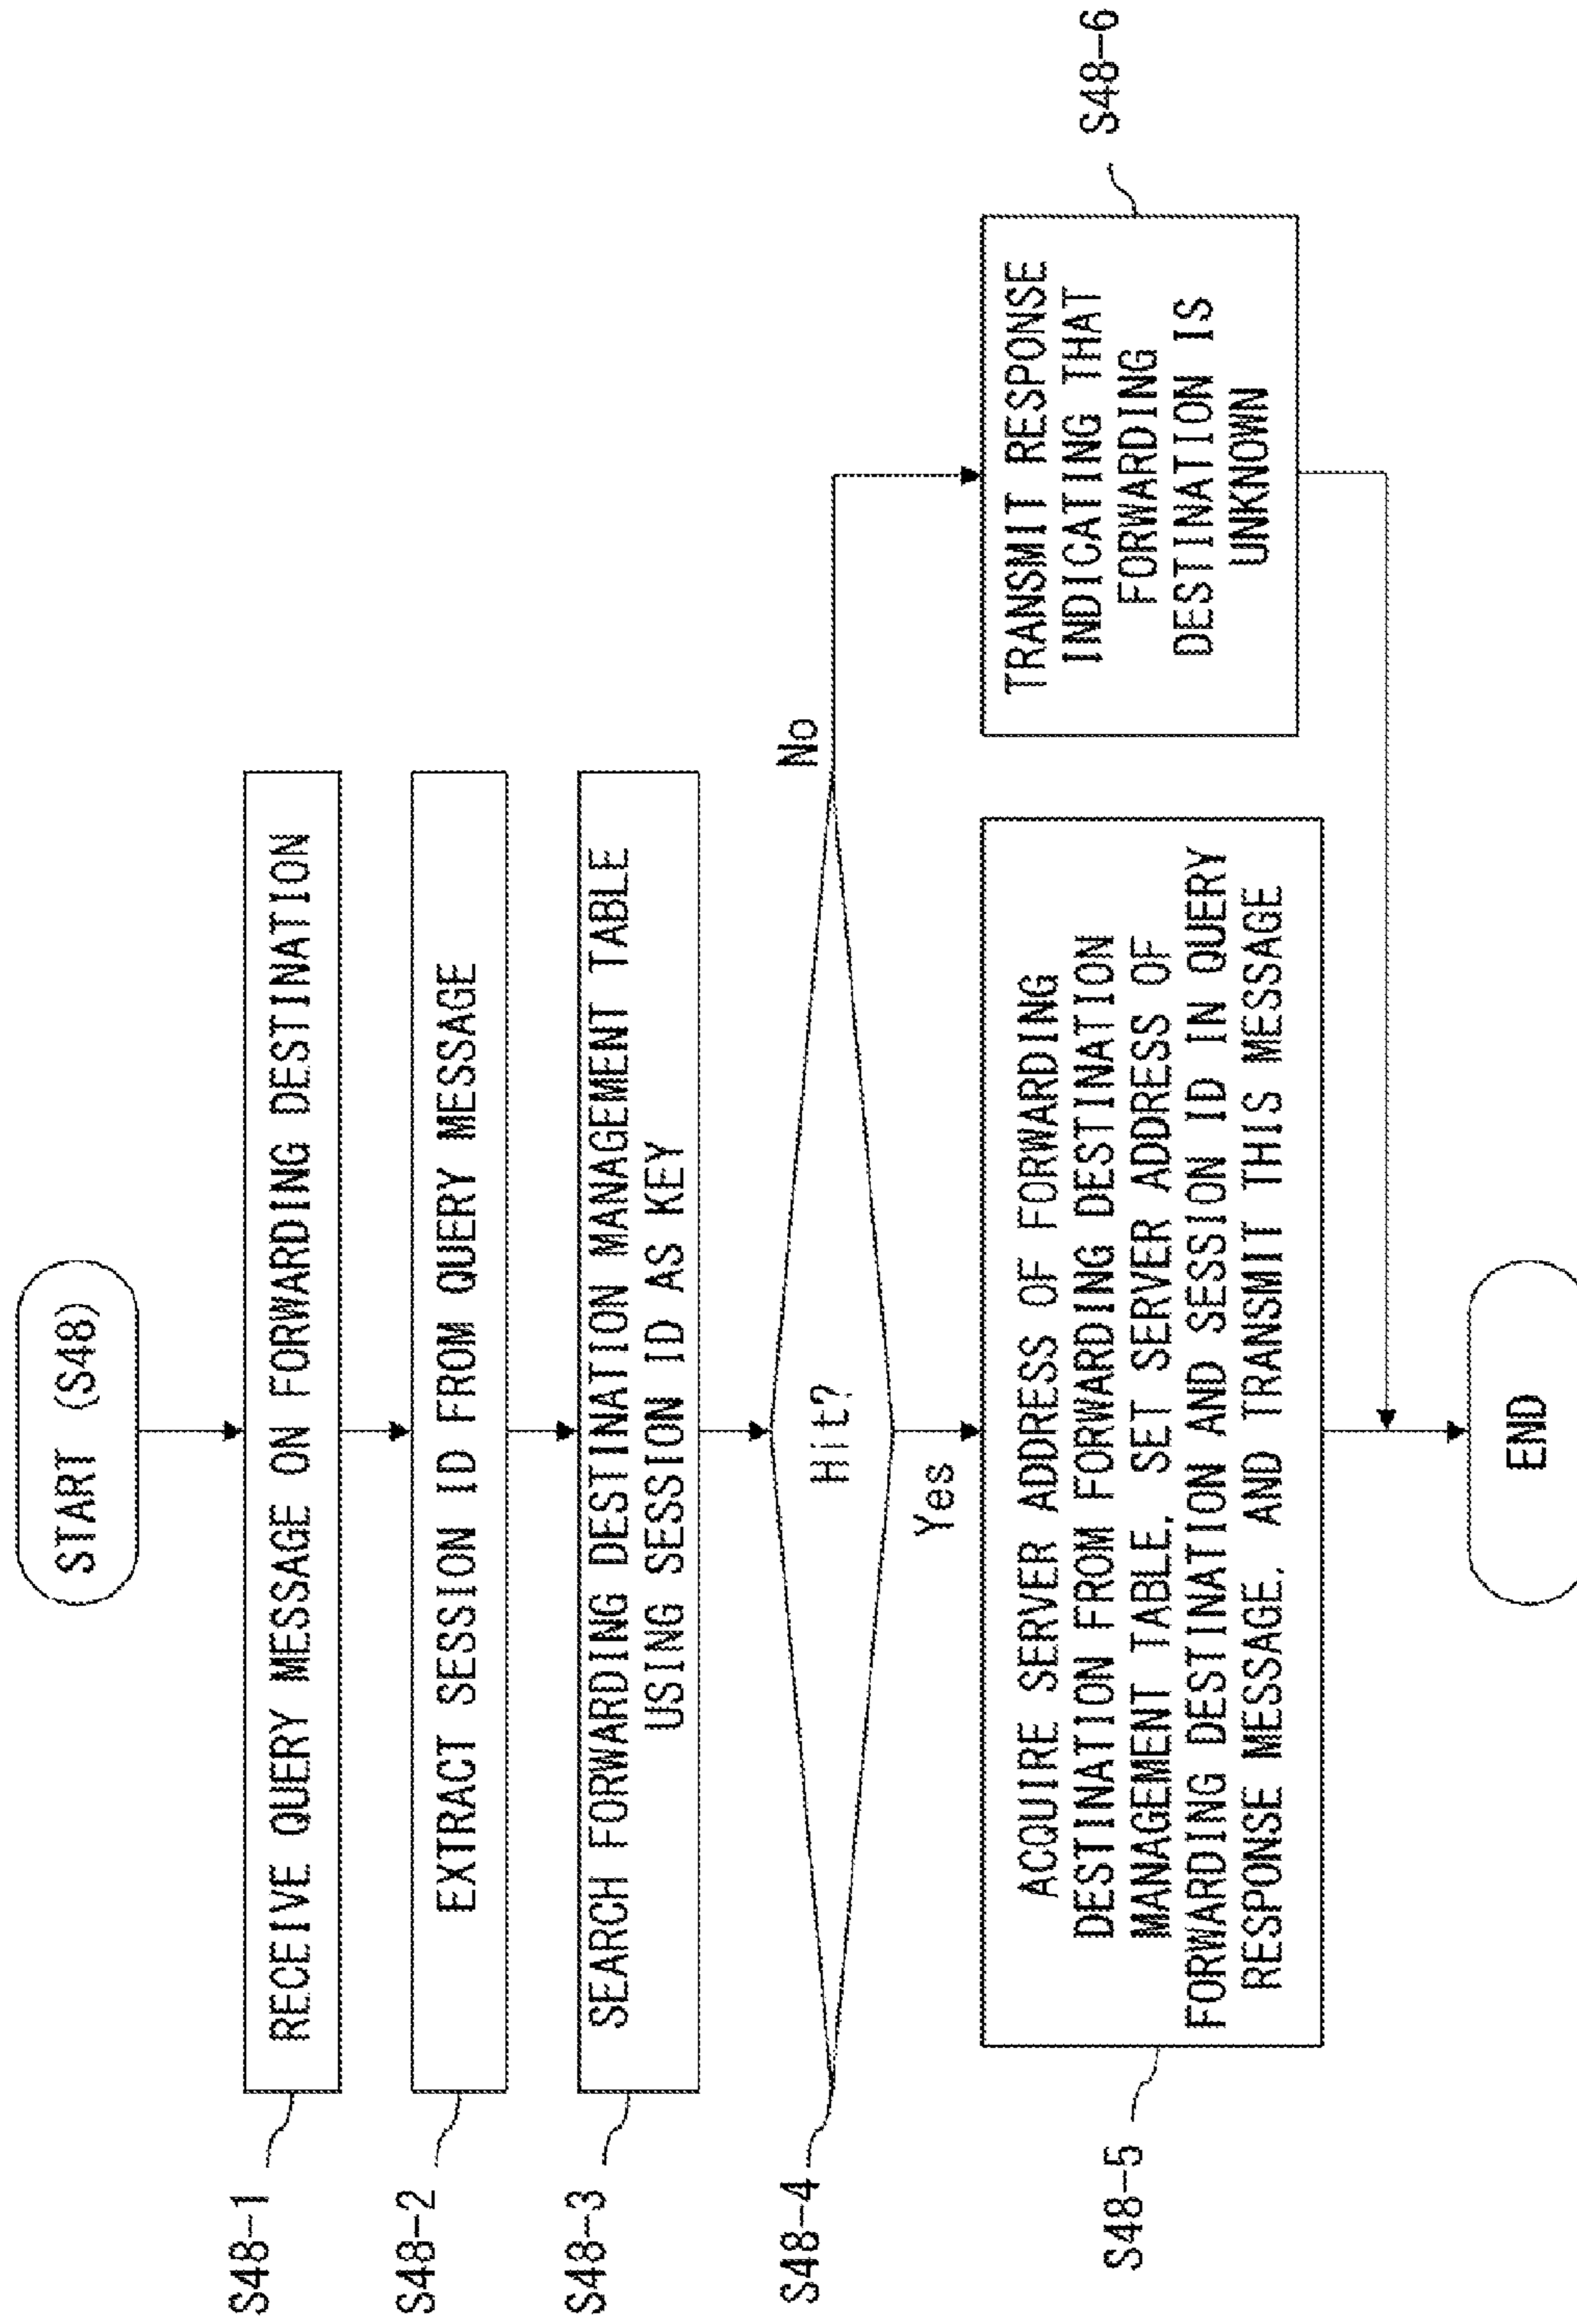 START (S48)
S48-1
RECEIVE QUERY MESSAGE ON FORWARDING DESTINATION
S48-2
EXTRACT SESSION ID FROM QUERY MESSAGE
S48-3
SEARCH FORWARDING DESTINATION MANAGEMENT TABLE
USING SESSION ID AS KEY
S48-4
Hit?
No
Yes
S48-5
ACQUIRE SERVER ADDRESS OF FORWARDING
DESTINATION FROM FORWARDING DESTINATION
MANAGEMENT TABLE, SET SERVER ADDRESS OF
FORWARDING DESTINATION AND SESSION ID IN QUERY
RESPONSE MESSAGE, AND TRANSMIT THIS MESSAGE
S48-6
TRANSMIT RESPONSE
INDICATING THAT
FORWARDING
DESTINATION IS
UNKNOWN
END